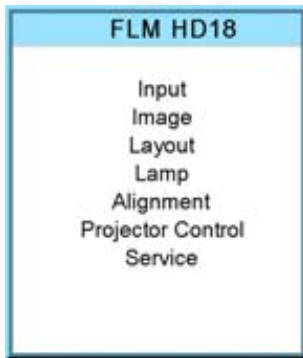 FLM HD18
Input
Image
Layout
Lamp
Alignment
Projector Control
Service